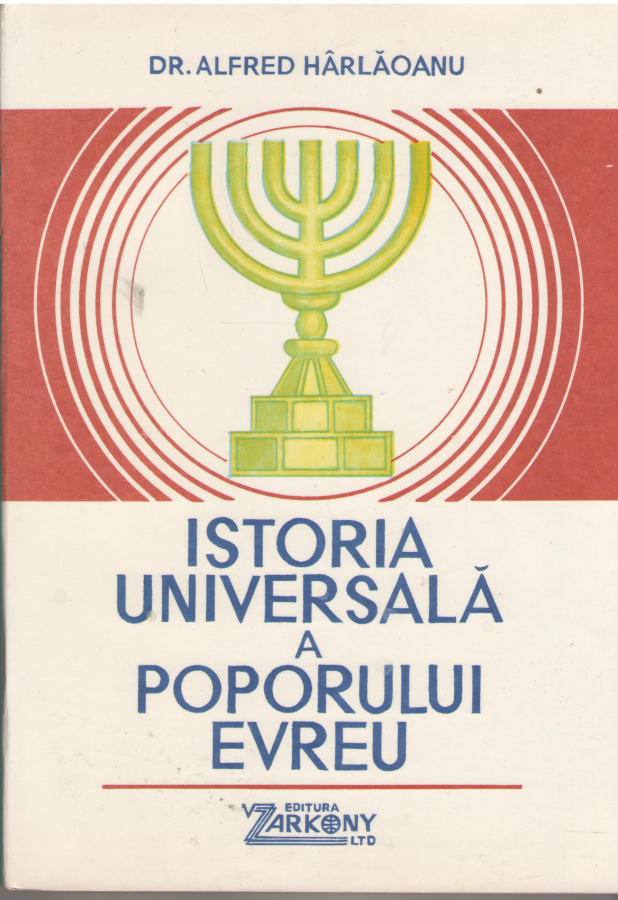 DR. ALFRED HÂRLĂOANU
ISTORIA
UNIVERSALĂ
A
POPORULUI
EVREU
EDITURA
ZARKONY
LTD